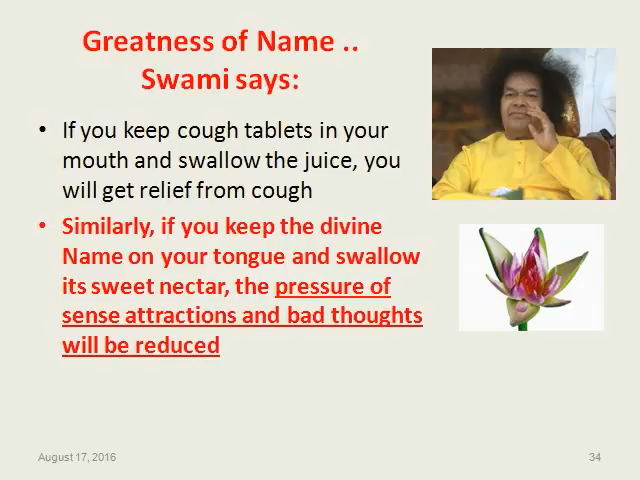 Greatness of Name ..
Swami says:
• If you keep cough tablets in your
mouth and swallow the juice, you
will get relief from cough
• Similarly, if you keep the divine
Name on your tongue and swallow
its sweet nectar, the pressure of
sense attractions and bad thoughts
will be reduced
August 17, 2016
34